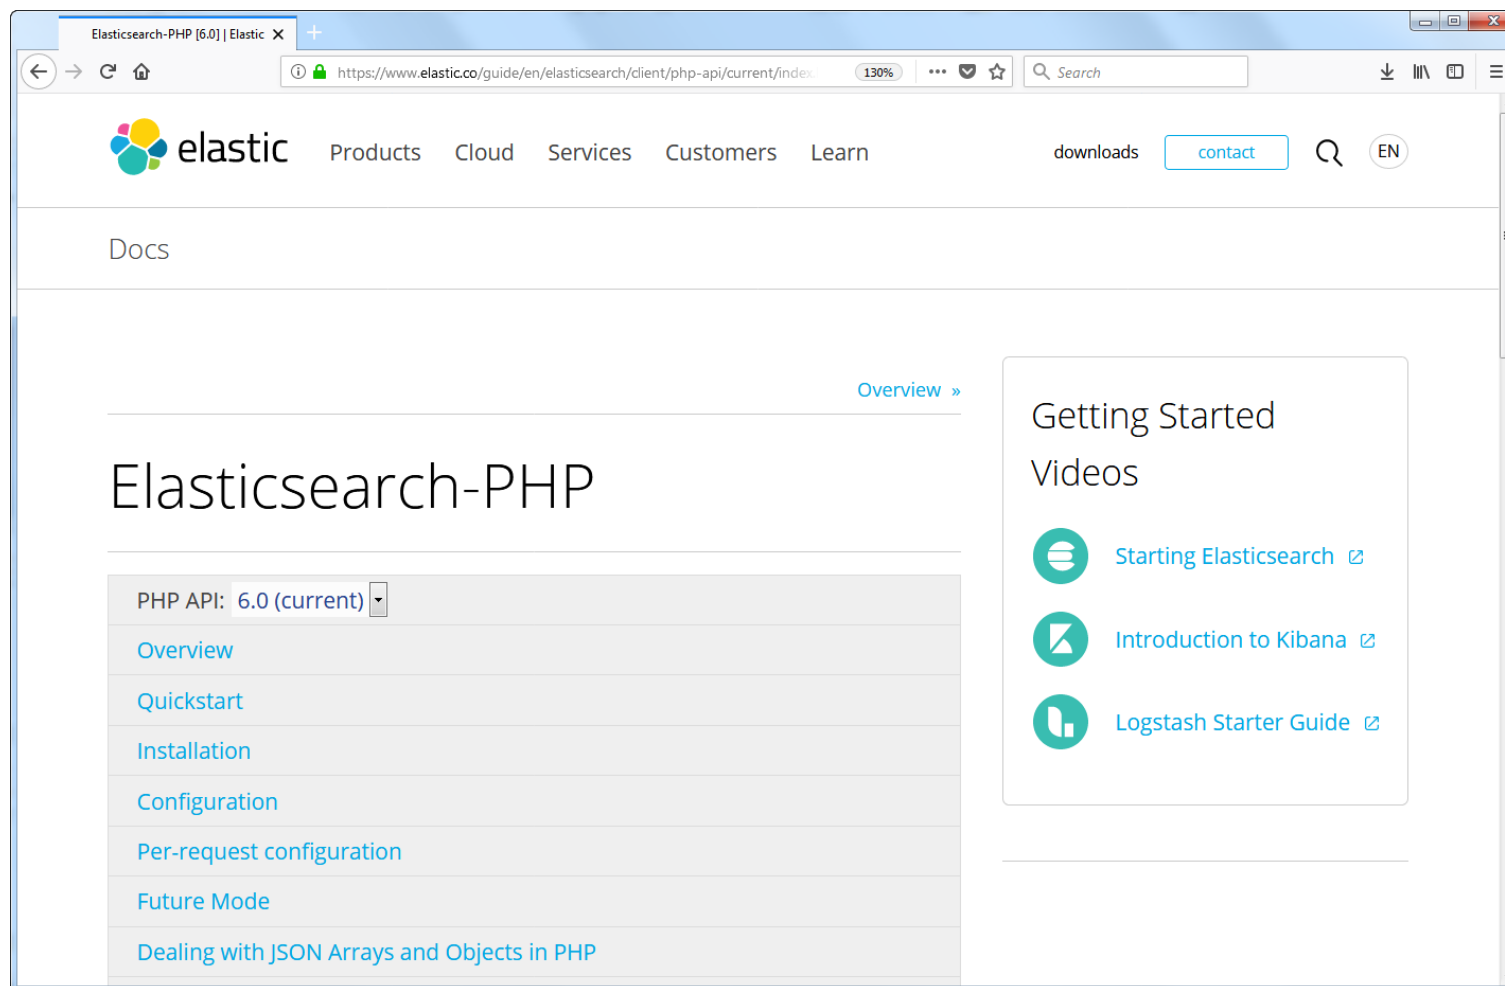 Elasticsearch-PHP [6.0] | Elastic
https://www.elastic.co/guide/en/elasticsearch/client/php-api/current/index.
130%
Search
elastic
Products
Cloud
Services
Customers
Learn
downloads
contact
EN
Docs
Overview »
Elasticsearch-PHP
PHP API: 6.0 (current)
Overview
Quickstart
Installation
Configuration
Per-request configuration
Future Mode
Dealing with JSON Arrays and Objects in PHP
Getting Started
Videos
Starting Elasticsearch
Introduction to Kibana
Logstash Starter Guide